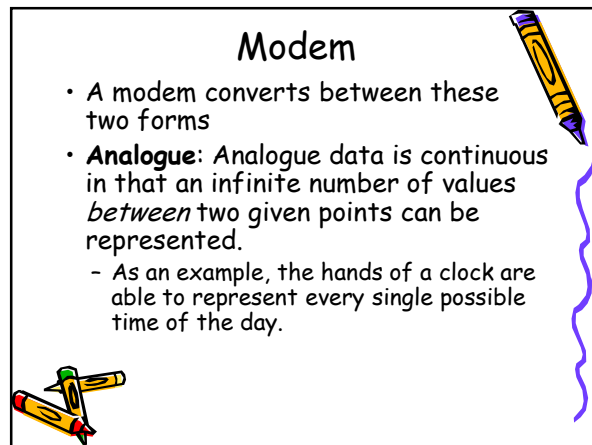 Modem
• A modem converts between these
two forms
• Analogue: Analogue data is continuous
in that an infinite number of values
between two given points can be
represented.
– As an example, the hands of a clock are
able to represent every single possible
time of the day.